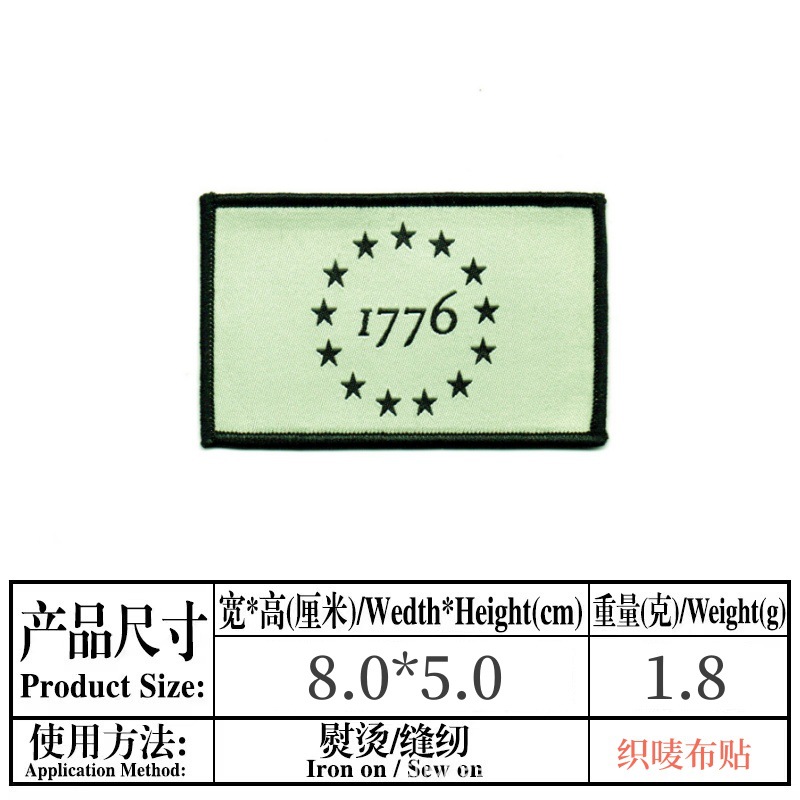 1776
产品尺寸
Product Size:
宽*高(厘米)/Wedth*Height(cm)
重量(克)/Weight(g)
8.0*5.0
1.8
使用方法:
Application Method:
熨烫/缝纫
Iron on / Sew on
织唛布贴